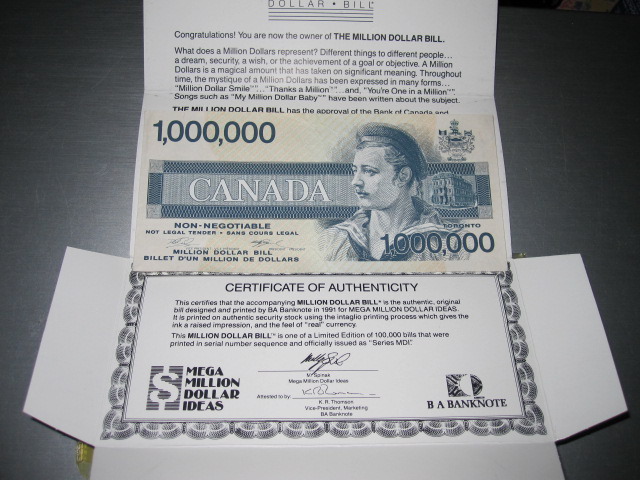 DOLLAR • BILL
Congratulations! You are now the owner of THE MILLION DOLLAR BILL.
What does a Million Dollars represent? Different things to different people...
a dream, security, a wish, or the achievement of a goal or objective. A Million
Dollars is a magical amount that has taken on significant meaning. Throughout
time, the mystique of a Million Dollars has been expressed in many forms...
"Million Dollar Smile"... "Thanks a Million"... and, "You're One in a Million".
Songs such as "My Million Dollar Baby" have been written about the subject.
THE MILLION DOLLAR BILL has the approval of the Bank of Canada and
1,000,000
CANADA
NON-NEGOTIABLE
NOT LEGAL TENDER • SANS COURS LEGAL
TORONTO
1,000,000
MILLION DOLLAR BILL
BILLET D'UN MILLION DE DOLLARS
CERTIFICATE OF AUTHENTICITY
This certifies that the accompanying MILLION DOLLAR BILL is the authentic, original
bill designed and printed by BA Banknote in 1991 for MEGA MILLION DOLLAR IDEAS.
It is printed on authentic security stock using the intaglio printing process which gives the
ink a raised impression, and the feel of "real" currency.
This MILLION DOLLAR BILL is one of a Limited Edition of 100,000 bills that were
printed in serial number sequence and officially issued as "Series MDI".
N. Spinak
Mega Million Dollar Ideas
Attested to by:
K.R. Thomson
Vice-President, Marketing
BA Banknote
MEGA
MILLION
DOLLAR
IDEAS
B A BANKNOTE